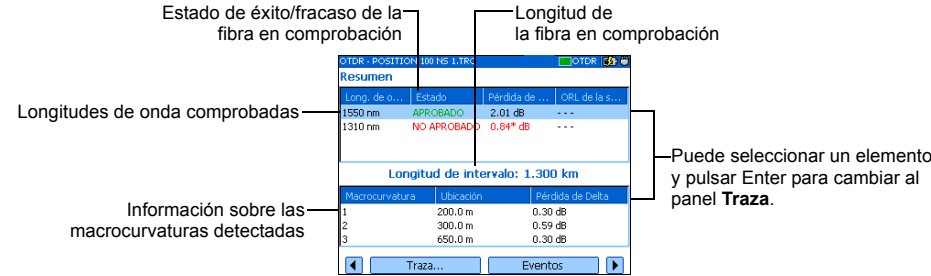 Estado de éxito/fracaso de la
fibra en comprobación
Longitud de
la fibra en comprobación
OTDR - POSITION 100 NS 1.TRC OTDR
Resumen
Long. de o... Estado Pérdida de ... ORL de la s...
1550 nm APROBADO 2.01 dB - - -
1310 nm NO APROBADO 0.84* dB - - -
Longitudes de onda comprobadas
Longitud de intervalo: 1.300 km
Puede seleccionar un elemento
y pulsar Enter para cambiar al
panel Traza.
Macrocurvatura Ubicación Pérdida de Delta
1 200.0 m 0.30 dB
2 300.0 m 0.59 dB
3 650.0 m 0.30 dB
Información sobre las
macrocurvaturas detectadas
Traza... Eventos